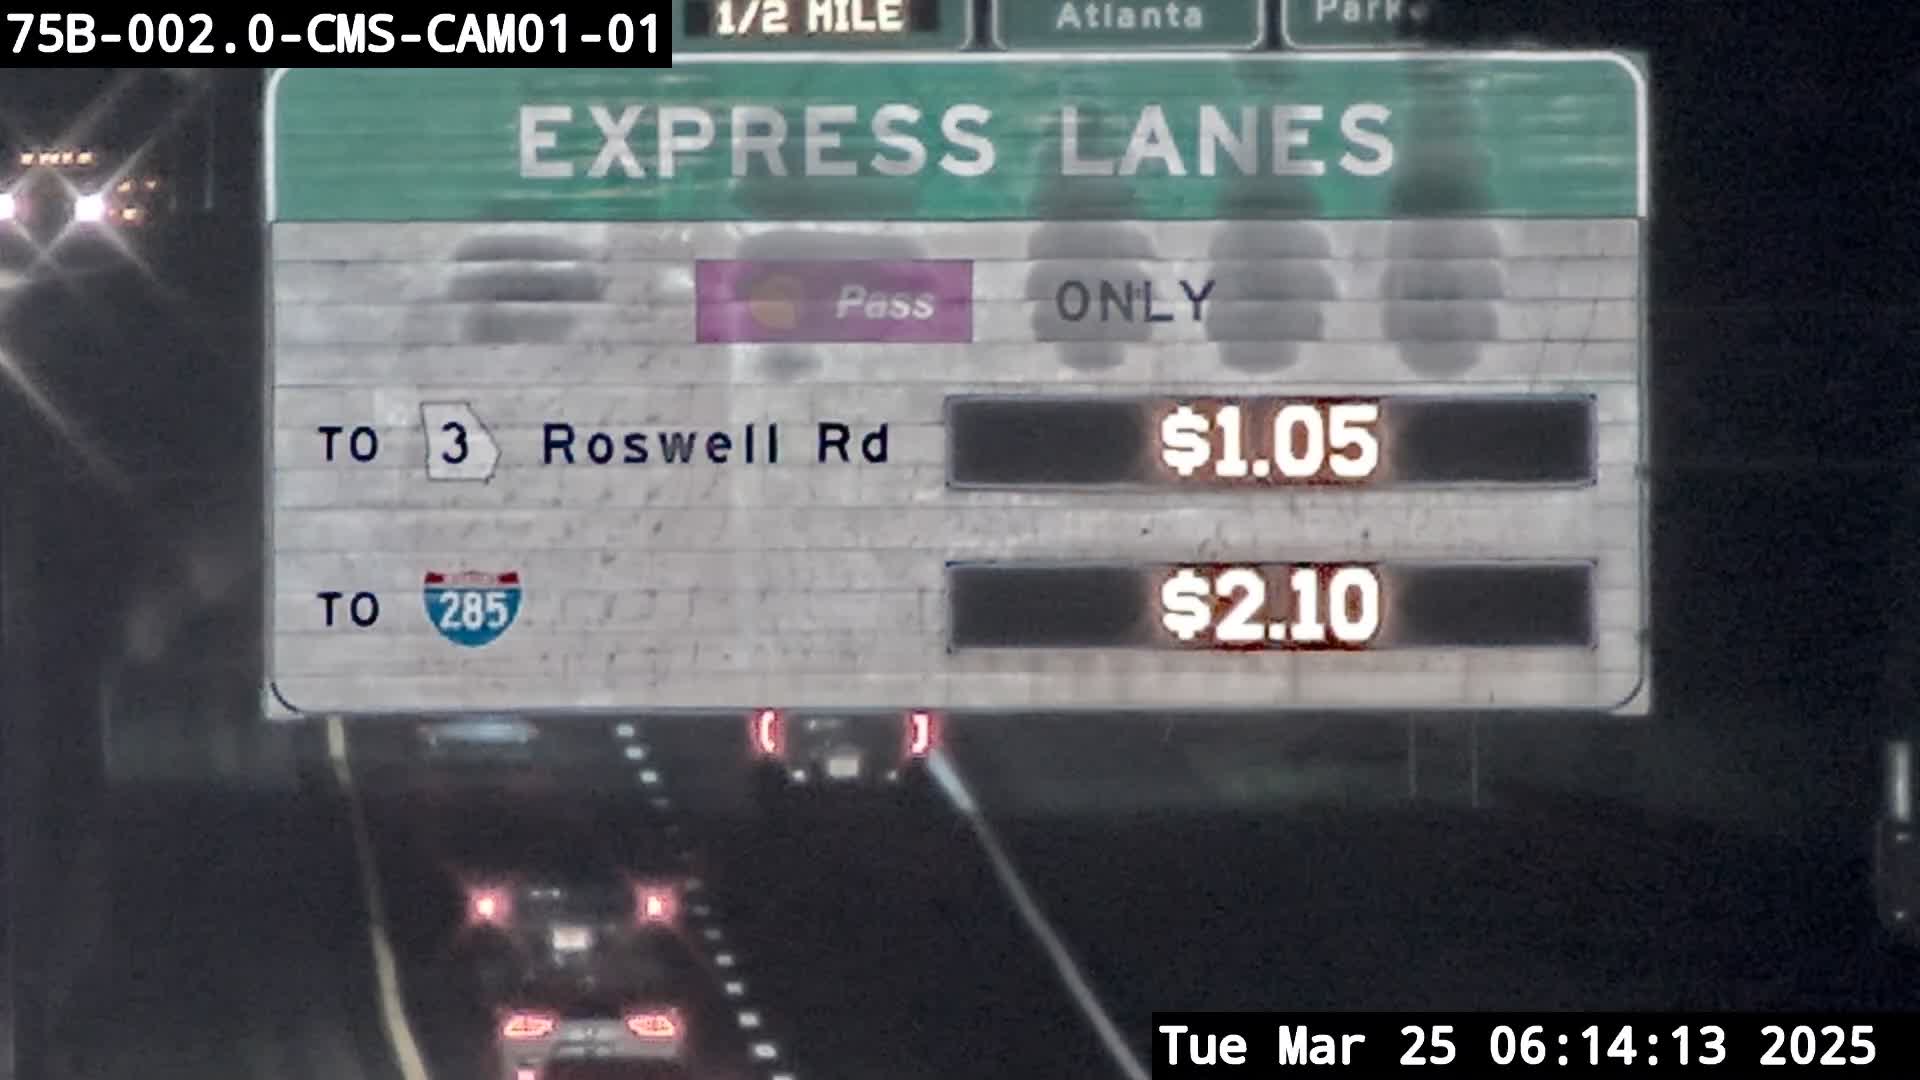 75B-002.0-CMS-CAM01-01
1/2 MILE
Atlanta
EXPRESS LANES
Pass ONLY
TO 3 Roswell Rd $1.05
TO 285 $2.10
Tue Mar 25 06:14:13 2025